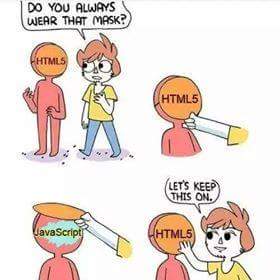 DO YOU ALWAYS
WEAR THAT MASK?
HTML5
HTML5
JavaScript
LET'S KEEP
THIS ON.
HTML5